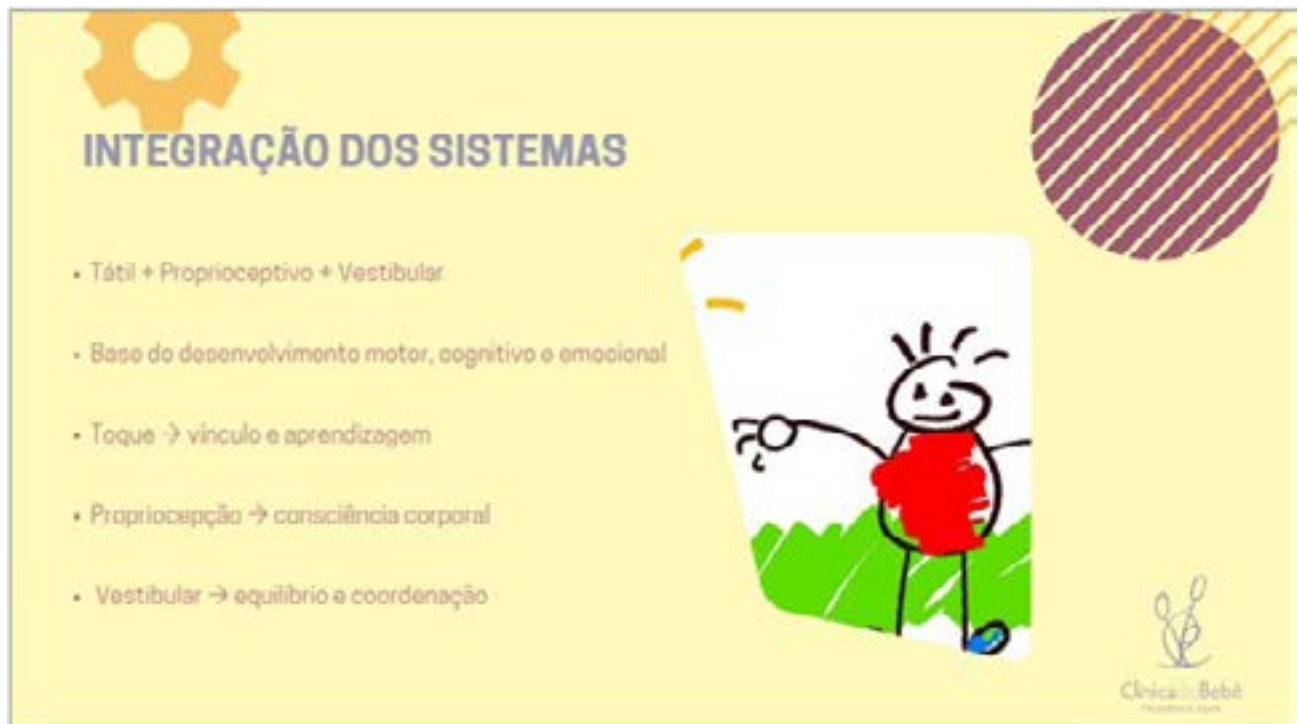 INTEGRAÇÃO DOS SISTEMAS
• Tátil + Proprioceptivo + Vestibular
• Base do desenvolvimento motor, cognitivo e emocional
• Toque → vínculo e aprendizagem
• Propriocepção → consciência corporal
• Vestibular → equilíbrio e coordenação
Clínica do Bebê